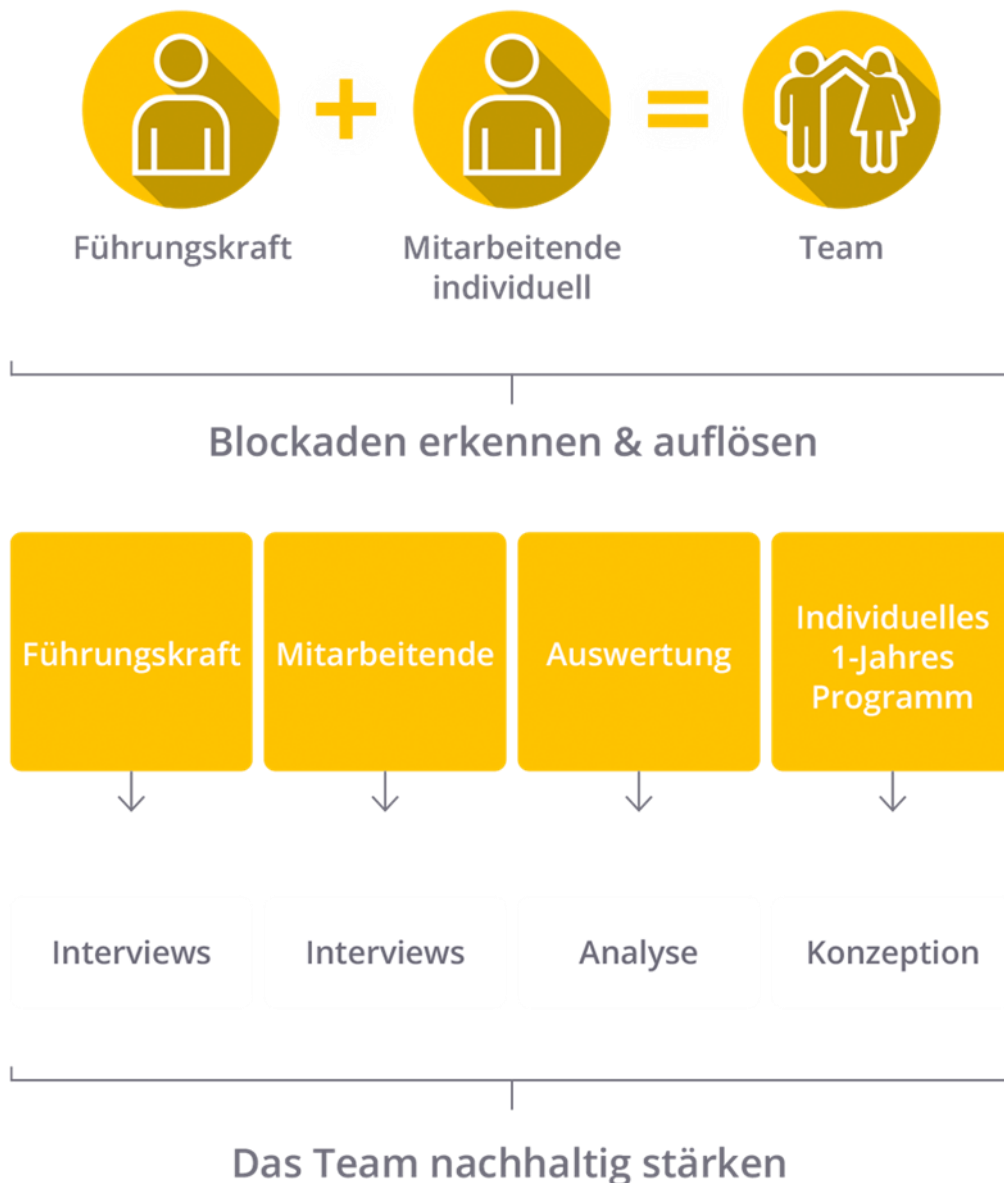 +
=
Führungskraft
Mitarbeitende
individuell
Team
Blockaden erkennen & auflösen
Führungskraft
Mitarbeitende
Auswertung
Individuelles
1-Jahres
Programm
Interviews
Interviews
Analyse
Konzeption
Das Team nachhaltig stärken